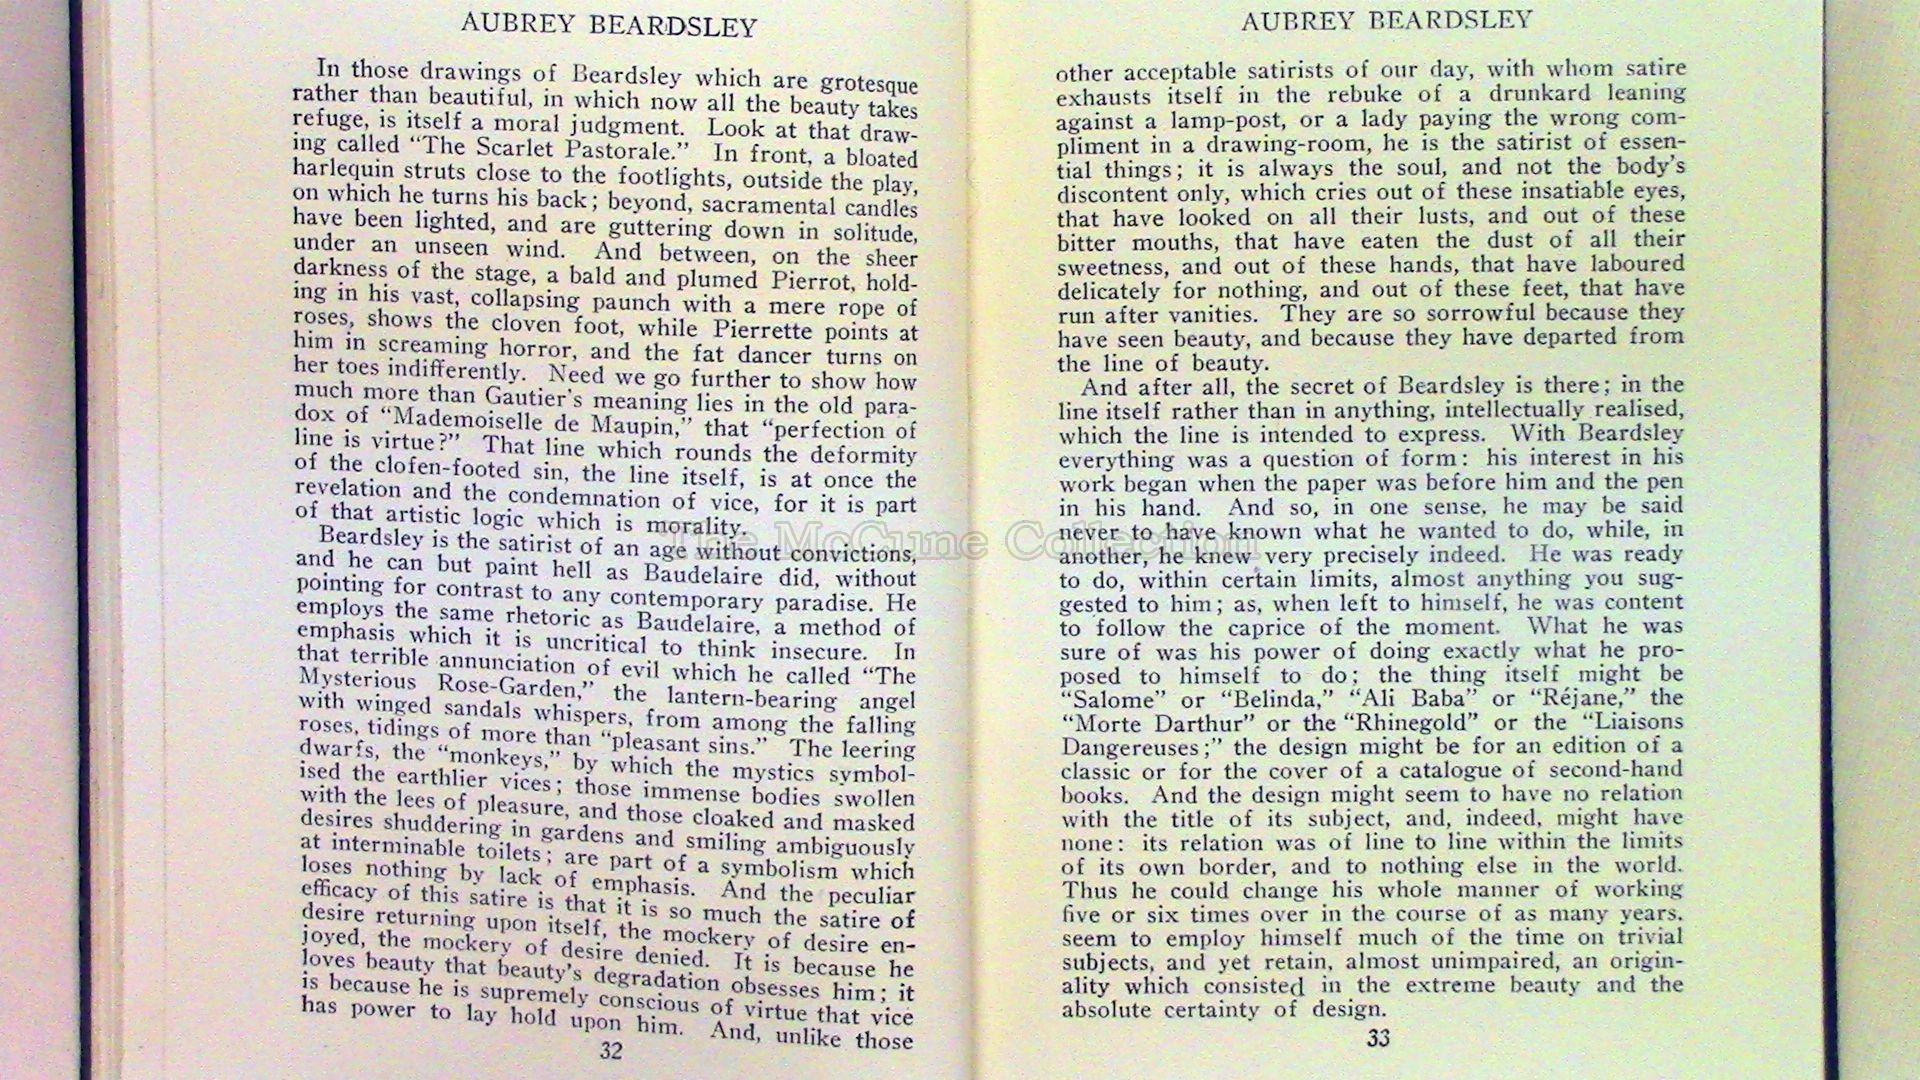 AUBREY BEARDSLEY
In those drawings of Beardsley which are grotesque
rather than beautiful, in which now all the beauty takes
refuge, is itself a moral judgment. Look at that draw-
ing called "The Scarlet Pastorale." In front, a bloated
harlequin struts close to the footlights, outside the play,
on which he turns his back; beyond, sacramental candles
have been lighted, and are guttering down in solitude,
under an unseen wind. And between, on the sheer
darkness of the stage, a bald and plumed Pierrot, hold-
ing in his vast, collapsing paunch with a mere rope of
roses, shows the cloven foot, while Pierrette points at
him in screaming horror, and the fat dancer turns on
her toes indifferently. Need we go further to show how
much more than Gautier's meaning lies in the old para-
dox of "Mademoiselle de Maupin," that "perfection of
line is virtue?" That line which rounds the deformity
of the clofen-footed sin, the line itself, is at once the
revelation and the condemnation of vice, for it is part
of that artistic logic which is morality.
Beardsley is the satirist of an age without convictions,
and he can but paint hell as Baudelaire did, without
pointing for contrast to any contemporary paradise. He
employs the same rhetoric as Baudelaire, a method of
emphasis which it is uncritical to think insecure. In
that terrible annunciation of evil which he called "The
Mysterious Rose-Garden," the lantern-bearing angel
with winged sandals whispers, from among the falling
roses, tidings of more than "pleasant sins." The leering
dwarfs, the "monkeys," by which the mystics symbol-
ised the earthlier vices; those immense bodies swollen
with the lees of pleasure, and those cloaked and masked
desires shuddering in gardens and smiling ambiguously
at interminable toilets; are part of a symbolism which
loses nothing by lack of emphasis. And the peculiar
efficacy of this satire is that it is so much the satire of
desire returning upon itself, the mockery of desire en-
joyed, the mockery of desire denied. It is because he
loves beauty that beauty's degradation obsesses him; it
is because he is supremely conscious of virtue that vice
has power to lay hold upon him. And, unlike those
32
AUBREY BEARDSLEY
other acceptable satirists of our day, with whom satire
exhausts itself in the rebuke of a drunkard leaning
against a lamp-post, or a lady paying the wrong com-
pliment in a drawing-room, he is the satirist of essen-
tial things; it is always the soul, and not the body's
discontent only, which cries out of these insatiable eyes,
that have looked on all their lusts, and out of these
bitter mouths, that have eaten the dust of all their
sweetness, and out of these hands, that have laboured
delicately for nothing, and out of these feet, that have
run after vanities. They are so sorrowful because they
have seen beauty, and because they have departed from
the line of beauty.
And after all, the secret of Beardsley is there; in the
line itself rather than in anything, intellectually realised,
which the line is intended to express. With Beardsley
everything was a question of form: his interest in his
work began when the paper was before him and the pen
in his hand. And so, in one sense, he may be said
never to have known what he wanted to do, while, in
another, he knew very precisely indeed. He was ready
to do, within certain limits, almost anything you sug-
gested to him; as, when left to himself, he was content
to follow the caprice of the moment. What he was
sure of was his power of doing exactly what he pro-
posed to himself to do; the thing itself might be
"Salome" or "Belinda," "Ali Baba" or "Réjane," the
"Morte Darthur" or the "Rhinegold" or the "Liaisons
Dangereuses;" the design might be for an edition of a
classic or for the cover of a catalogue of second-hand
books. And the design might seem to have no relation
with the title of its subject, and, indeed, might have
none: its relation was of line to line within the limits
of its own border, and to nothing else in the world.
Thus he could change his whole manner of working
five or six times over in the course of as many years.
seem to employ himself much of the time on trivial
subjects, and yet retain, almost unimpaired, an origin-
ality which consisted in the extreme beauty and the
absolute certainty of design.
33
The McCune Collection